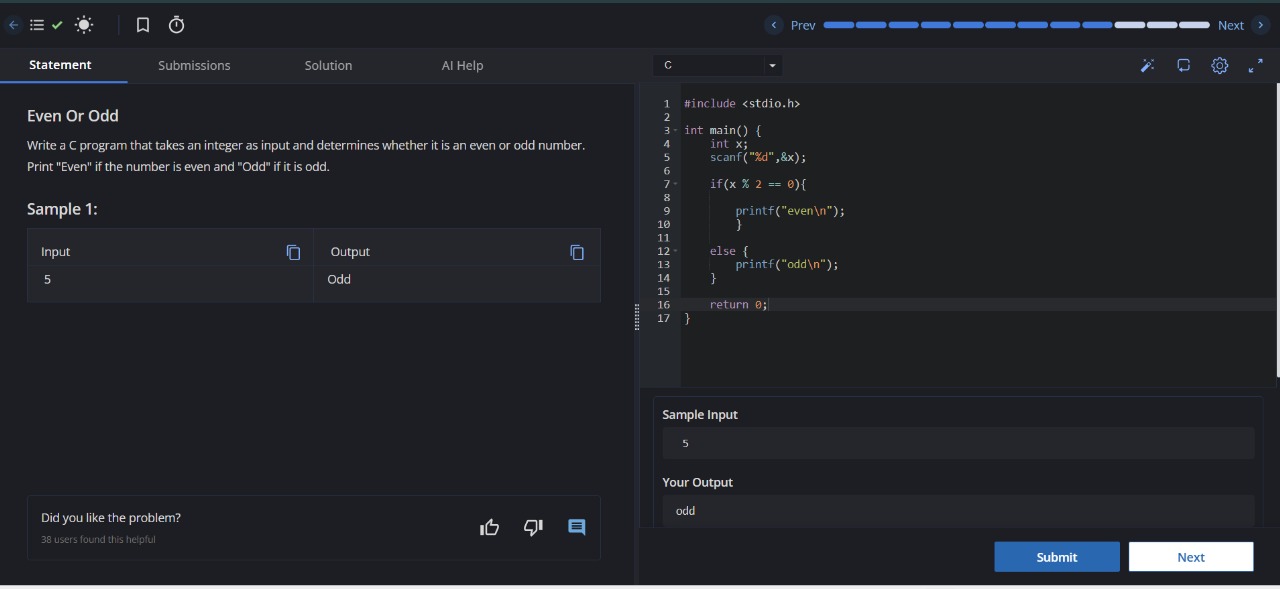 Prev
Next
Statement
Submissions
Solution
AI Help
C
Even Or Odd
Write a C program that takes an integer as input and determines whether it is an even or odd number.
Print "Even" if the number is even and "Odd" if it is odd.
Sample 1:
Input
Output
5
Odd
Did you like the problem?
38 users found this helpful
1 #include <stdio.h>
2
3 int main() {
4     int x;
5     scanf("%d",&x);
6
7     if(x % 2 == 0){
8
9         printf("even\n");
10         }
11
12     else {
13         printf("odd\n");
14     }
15
16     return 0;
17 }
Sample Input
5
Your Output
odd
Submit
Next